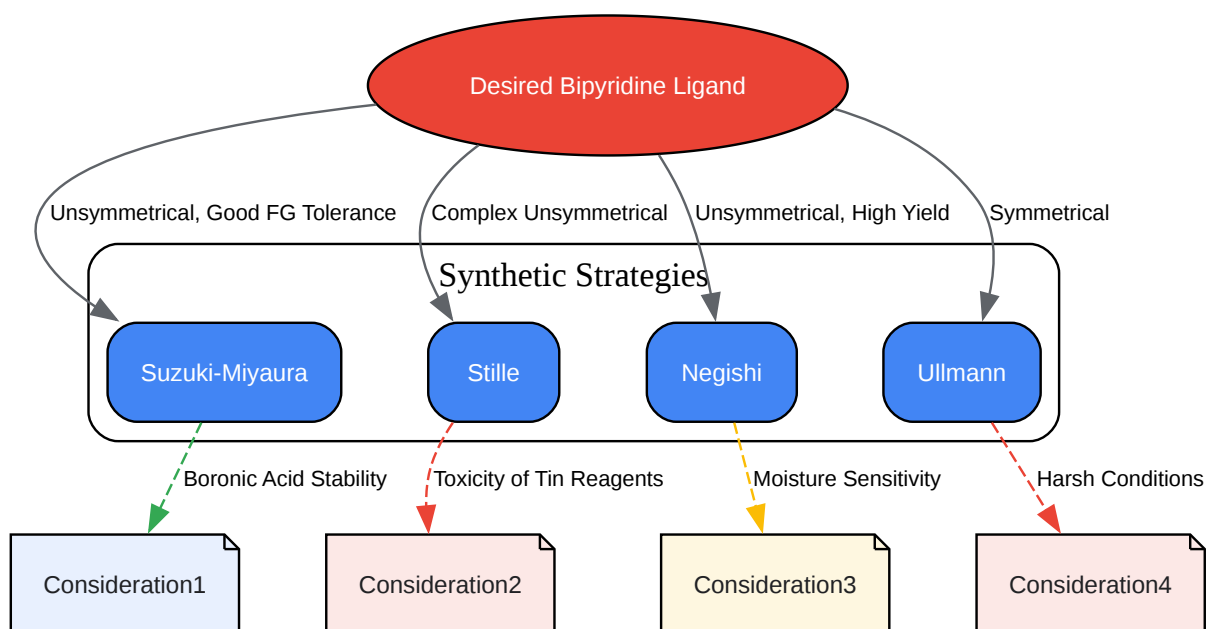 Desired Bipyridine Ligand
Unsymmetrical, Good FG Tolerance
Complex Unsymmetrical
Unsymmetrical, High Yield
Symmetrical
Synthetic Strategies
Suzuki-Miyaura
Stille
Negishi
Ullmann
Boronic Acid Stability
Toxicity of Tin Reagents
Moisture Sensitivity
Harsh Conditions
Consideration1
Consideration2
Consideration3
Consideration4